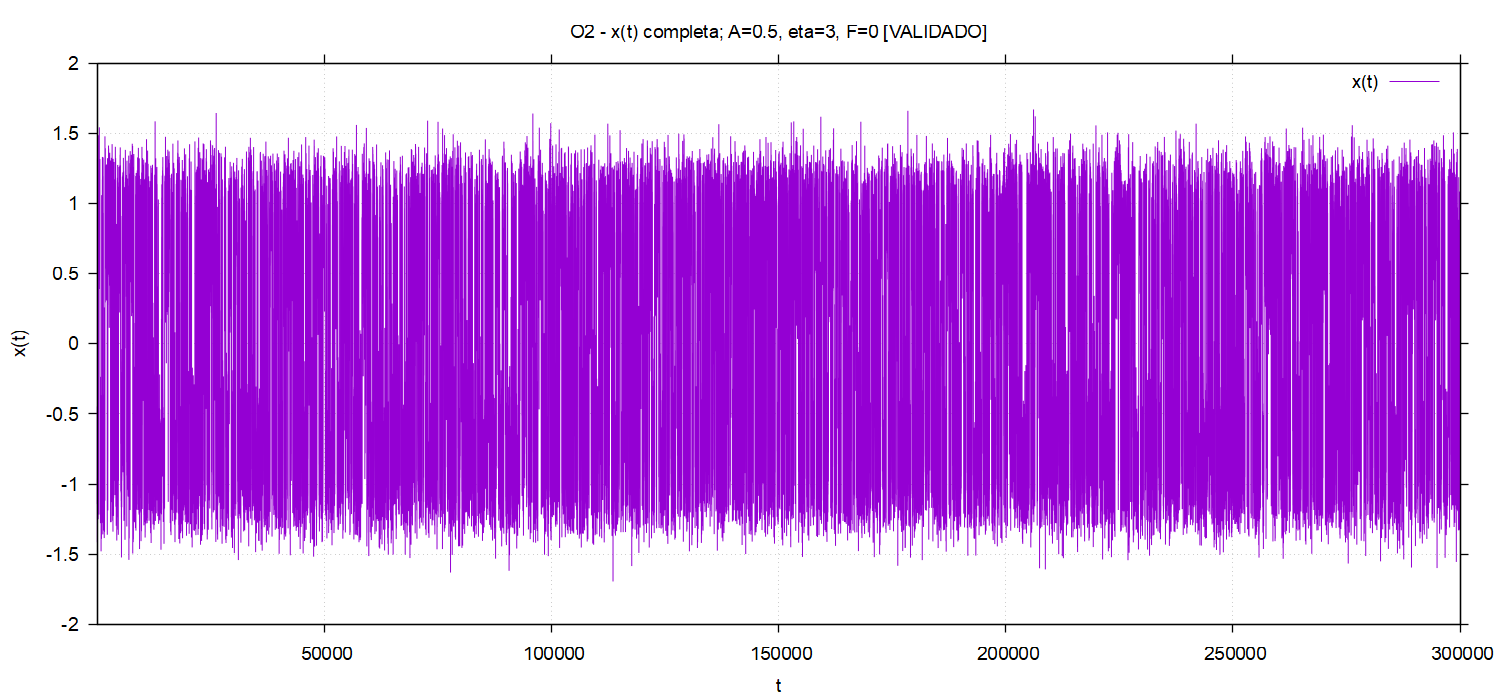 O2 - x(t) completa; A=0.5, eta=3, F=0 [VALIDADO]
x(t)
2
1.5
1
0.5
0
-0.5
-1
-1.5
-2
x(t)
50000 100000 150000 200000 250000 300000
t